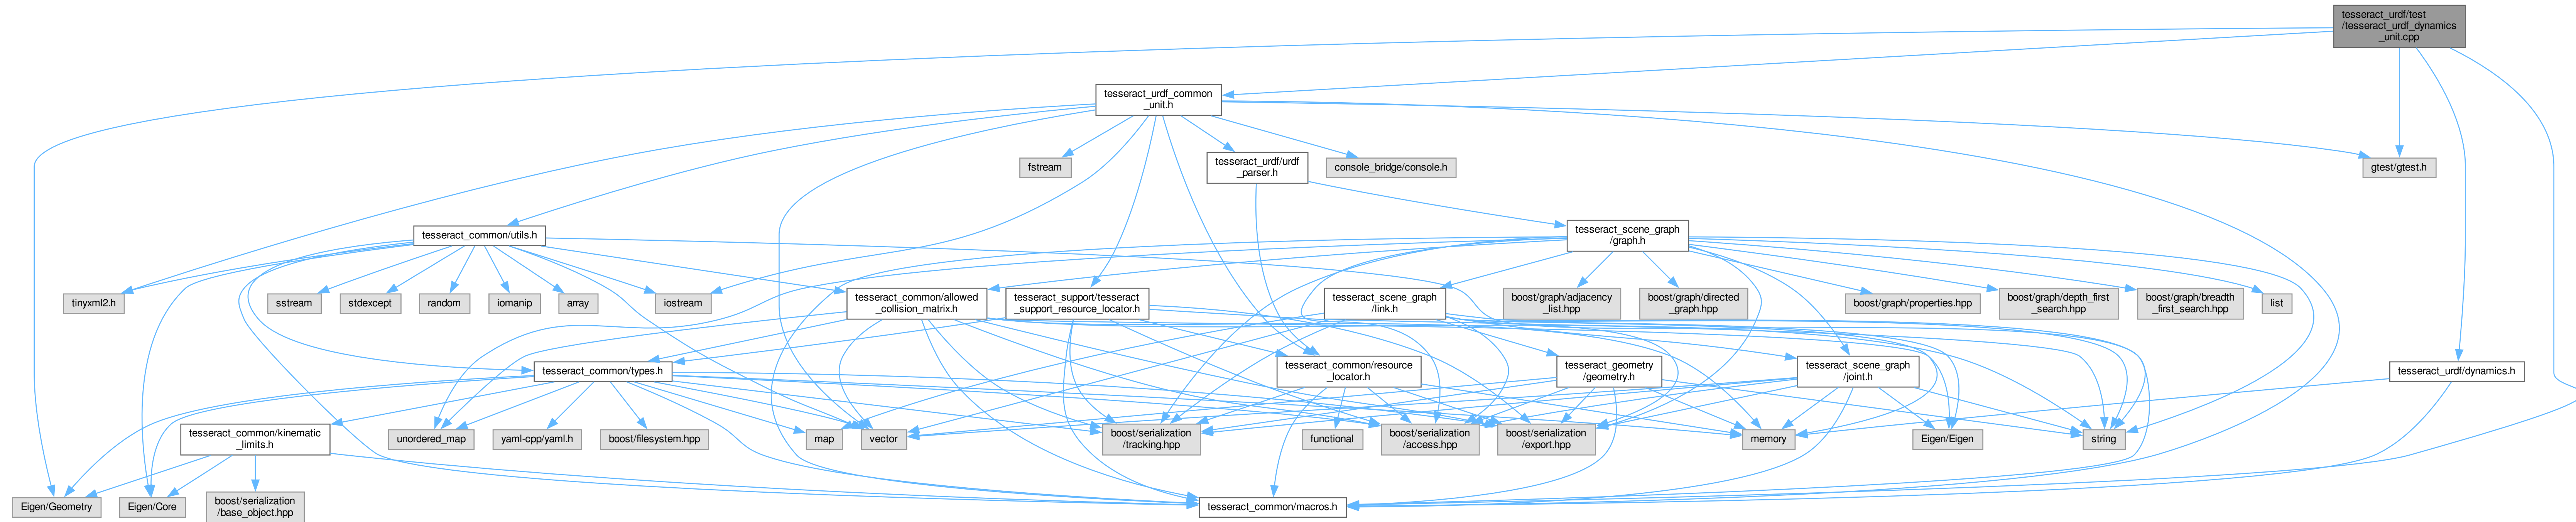 tesseract_urdf/test
/tesseract_urdf_dynamics
_unit.cpp
tesseract_urdf_common
_unit.h
fstream
tesseract_urdf/urdf
_parser.h
console_bridge/console.h
gtest/gtest.h
tesseract_common/utils.h
tesseract_scene_graph
/graph.h
tinyxml2.h
sstream
stdexcept
random
iomanip
array
iostream
tesseract_common/allowed
_collision_matrix.h
tesseract_support/tesseract
_support_resource_locator.h
tesseract_scene_graph
/link.h
boost/graph/adjacency
_list.hpp
boost/graph/directed
_graph.hpp
boost/graph/properties.hpp
boost/graph/depth_first
_search.hpp
boost/graph/breadth
_first_search.hpp
list
tesseract_common/types.h
tesseract_common/resource
_locator.h
tesseract_geometry
/geometry.h
tesseract_scene_graph
/joint.h
tesseract_urdf/dynamics.h
tesseract_common/kinematic
_limits.h
unordered_map
yaml-cpp/yaml.h
boost/filesystem.hpp
map
vector
boost/serialization
/tracking.hpp
functional
boost/serialization
/access.hpp
boost/serialization
/export.hpp
memory
Eigen/Eigen
string
Eigen/Geometry
Eigen/Core
boost/serialization
/base_object.hpp
tesseract_common/macros.h